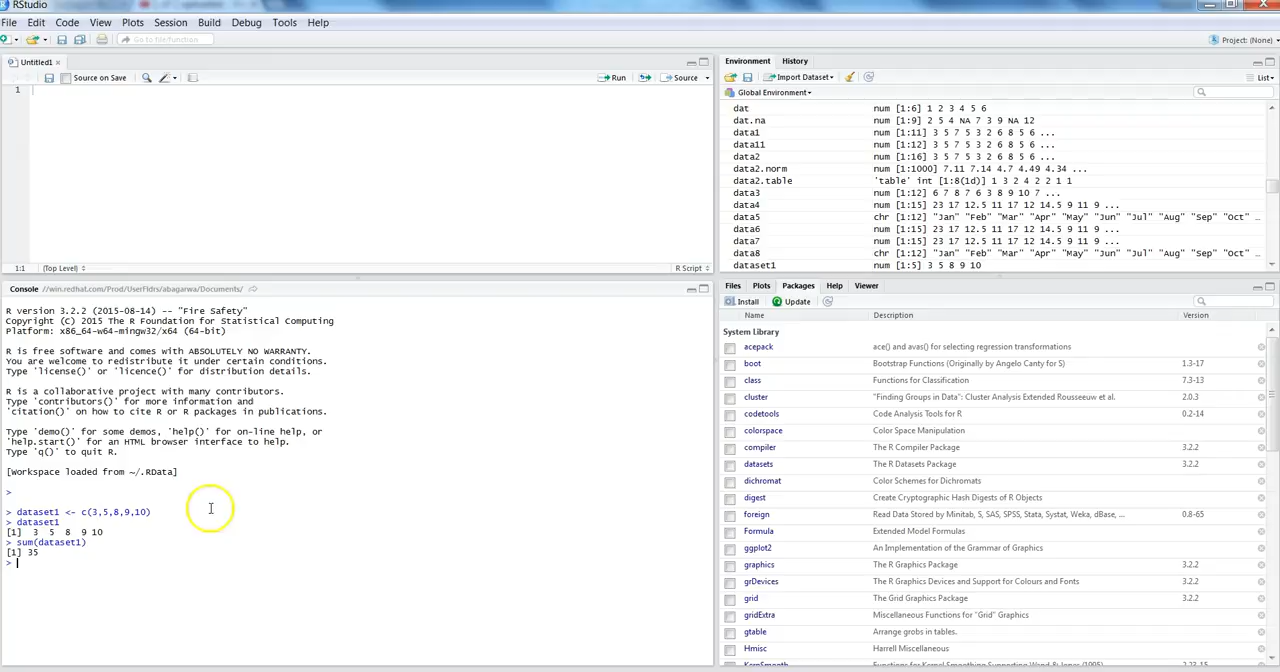 RStudio
File Edit Code View Plots Session Build Debug Tools Help
Go to file/function
Project: (None)
Untitled1
Source on Save
Run
Source
1
1:1 (Top Level) R Script
Console //win.redhat.com/Prod/UserFldrs/abagarwa/Documents/
R version 3.2.2 (2015-08-14) -- "Fire Safety"
Copyright (C) 2015 The R Foundation for Statistical Computing
Platform: x86_64-w64-mingw32/x64 (64-bit)
R is free software and comes with ABSOLUTELY NO WARRANTY.
You are welcome to redistribute it under certain conditions.
Type 'license()' or 'licence()' for distribution details.
R is a collaborative project with many contributors.
Type 'contributors()' for more information and
'citation()' on how to cite R or R packages in publications.
Type 'demo()' for some demos, 'help()' for on-line help, or
'help.start()' for an HTML browser interface to help.
Type 'q()' to quit R.
[Workspace loaded from ~/.RData]
>
> dataset1 <- c(3,5,8,9,10)
> dataset1
[1] 3 5 8 9 10
> sum(dataset1)
[1] 35
>
Environment History
Import Dataset
List
Global Environment
dat num [1:6] 1 2 3 4 5 6
dat.na num [1:9] 2 5 4 NA 7 3 9 NA 12
data1 num [1:11] 3 5 7 5 3 2 6 8 5 6 ...
data11 num [1:12] 3 5 7 5 3 2 6 8 5 6 ...
data2 num [1:16] 3 5 7 5 3 2 6 8 5 6 ...
data2.norm num [1:1000] 7.11 7.14 4.7 4.49 4.34 ...
data2.table 'table' int [1:8(1d)] 1 3 2 4 2 2 1 1
data3 num [1:12] 6 7 8 7 6 3 8 9 10 7 ...
data4 num [1:15] 23 17 12.5 11 17 12 14.5 9 11 9 ...
data5 chr [1:12] "Jan" "Feb" "Mar" "Apr" "May" "Jun" "Jul" "Aug" "Sep" "Oct" ...
data6 num [1:15] 23 17 12.5 11 17 12 14.5 9 11 9 ...
data7 num [1:15] 23 17 12.5 11 17 12 14.5 9 11 9 ...
data8 chr [1:12] "Jan" "Feb" "Mar" "Apr" "May" "Jun" "Jul" "Aug" "Sep" "Oct" ...
dataset1 num [1:5] 3 5 8 9 10
Files Plots Packages Help Viewer
Install Update
Name Description Version
System Library
acepack ace() and avas() for selecting regression transformations
boot Bootstrap Functions (Originally by Angelo Canty for S) 1.3-17
class Functions for Classification 7.3-13
cluster "Finding Groups in Data": Cluster Analysis Extended Rousseeuw et al. 2.0.3
codetools Code Analysis Tools for R 0.2-14
colorspace Color Space Manipulation
compiler The R Compiler Package 3.2.2
datasets The R Datasets Package 3.2.2
dichromat Color Schemes for Dichromats
digest Create Cryptographic Hash Digests of R Objects
foreign Read Data Stored by Minitab, S, SAS, SPSS, Stata, Systat, Weka, dBase, ... 0.8-65
Formula Extended Model Formulas
ggplot2 An Implementation of the Grammar of Graphics
graphics The R Graphics Package 3.2.2
grDevices The R Graphics Devices and Support for Colours and Fonts 3.2.2
grid The Grid Graphics Package 3.2.2
gridExtra Miscellaneous Functions for "Grid" Graphics
gtable Arrange grobs in tables.
Hmisc Harrell Miscellaneous
KernSmooth Functions for Kernel Smoothing Supporting Wand & Jones (1995) 2.23-15